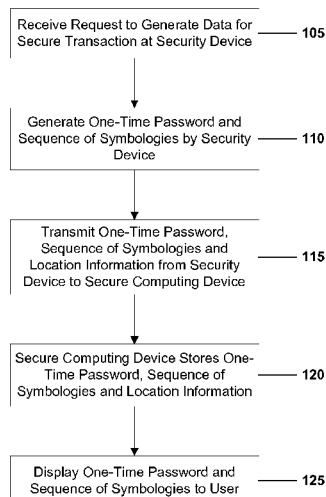 Receive Request to Generate Data for
Secure Transaction at Security Device
105
Generate One-Time Password and
Sequence of Symbologies by Security
Device
110
Transmit One-Time Password,
Sequence of Symbologies and
Location Information from Security
Device to Secure Computing Device
115
Secure Computing Device Stores One-
Time Password, Sequence of
Symbologies and Location Information
120
Display One-Time Password and
Sequence of Symbologies to User
125